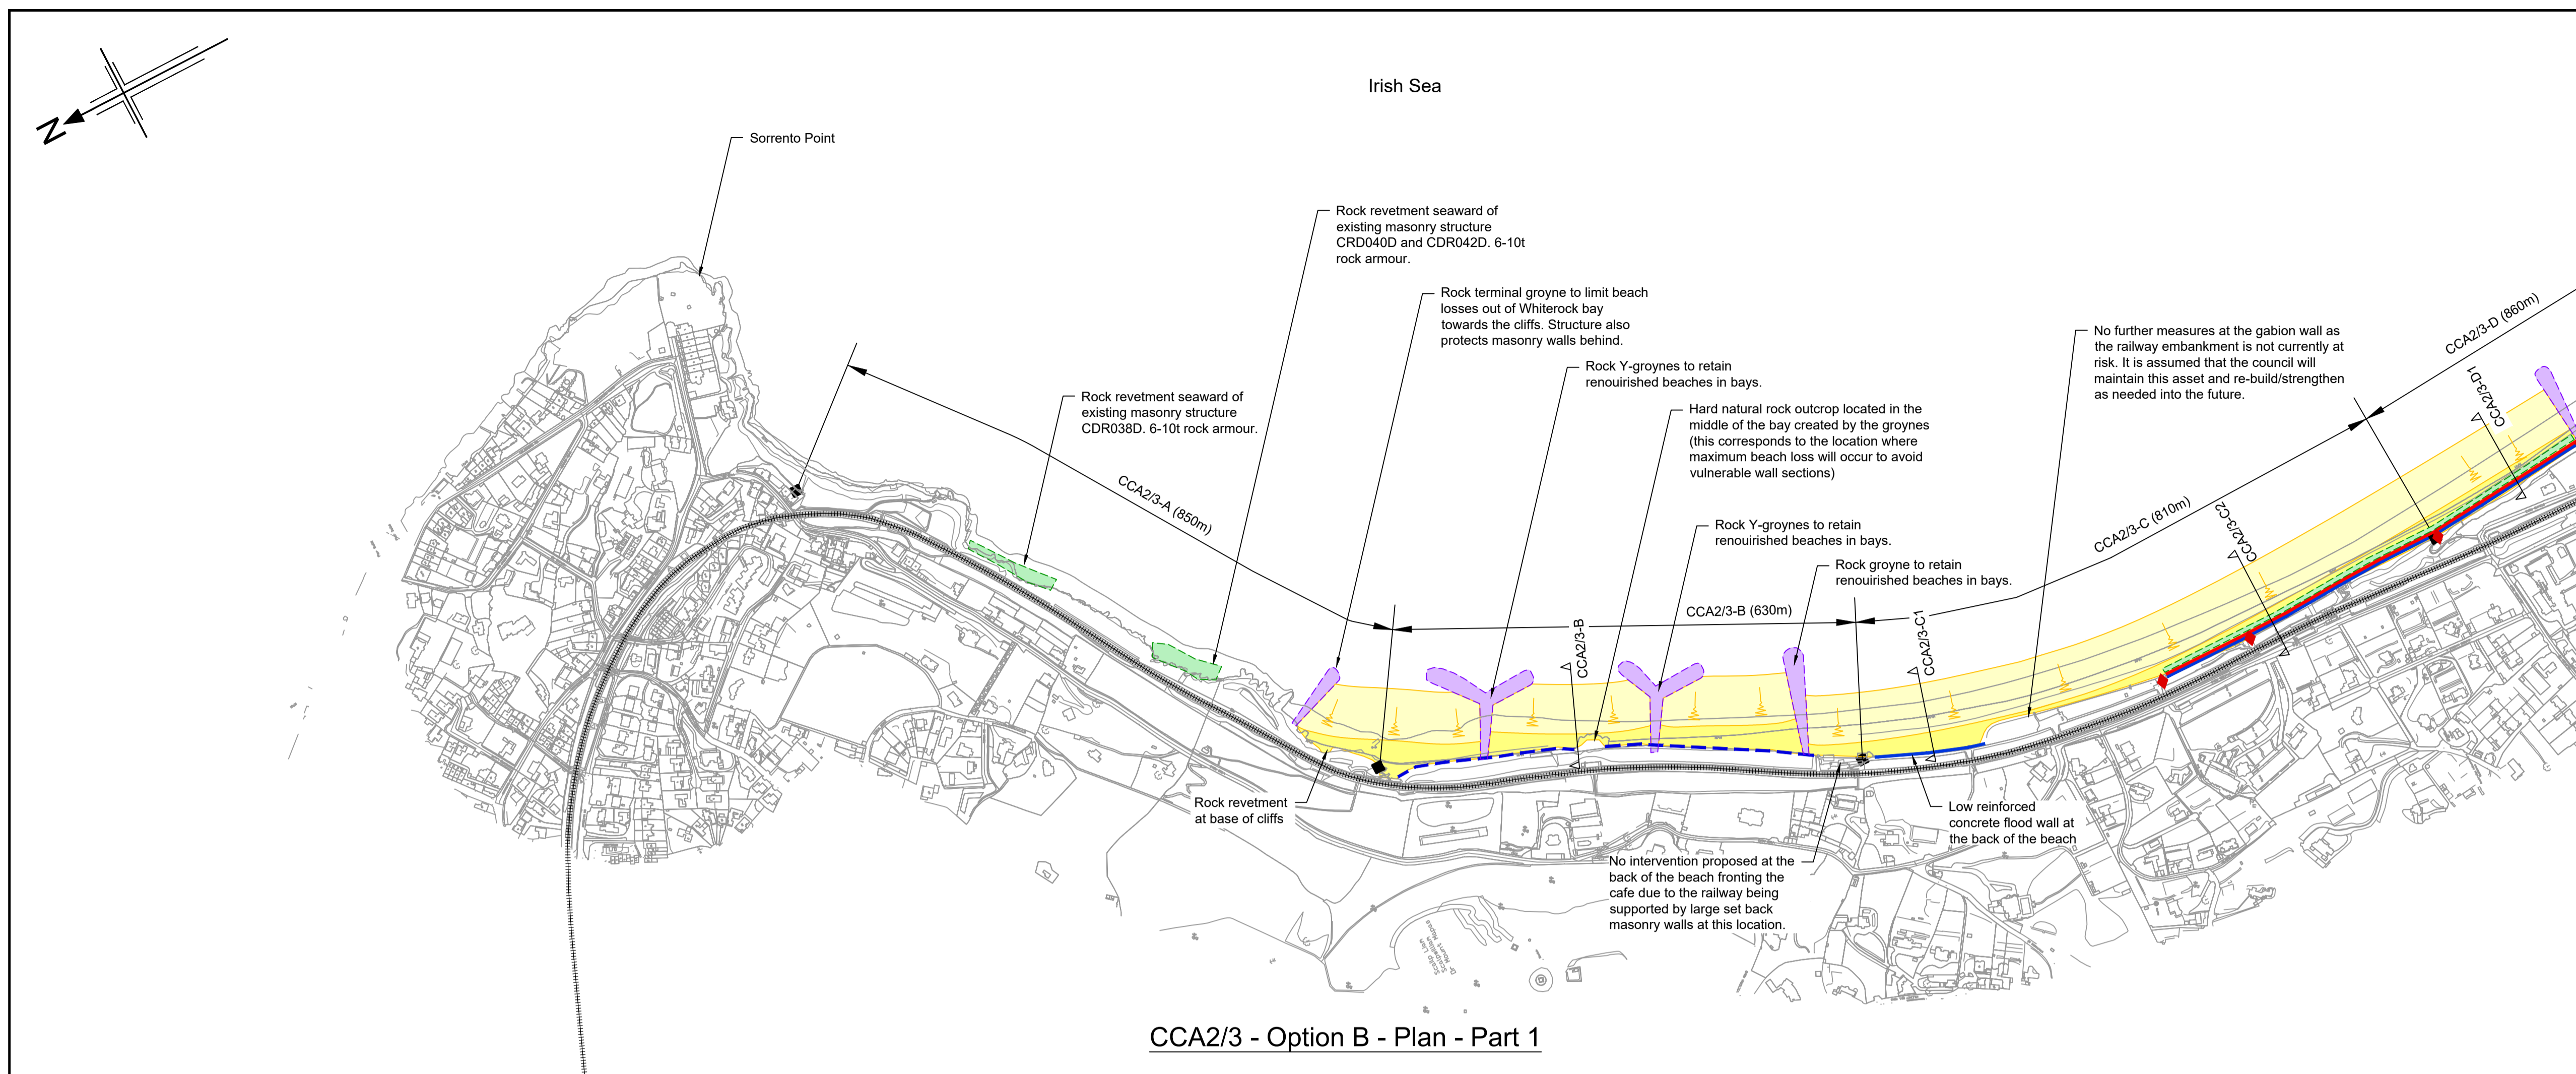 N
Irish Sea
Sorrento Point
Rock revetment seaward of
existing masonry structure
CRD040D and CDR042D. 6-10t
rock armour.
Rock terminal groyne to limit beach
losses out of Whiterock bay
towards the cliffs. Structure also
protects masonry walls behind.
Rock Y-groynes to retain
renouirished beaches in bays.
Rock revetment seaward of
existing masonry structure
CDR038D. 6-10t rock armour.
Hard natural rock outcrop located in the
middle of the bay created by the groynes
(this corresponds to the location where
maximum beach loss will occur to avoid
vulnerable wall sections)
No further measures at the gabion wall as
the railway embankment is not currently at
risk. It is assumed that the council will
maintain this asset and re-build/strengthen
as needed into the future.
CCA2/3-D (860m)
CCA2/3-D1
CCA2/3-A (850m)
Rock Y-groynes to retain
renouirished beaches in bays.
Rock groyne to retain
renouirished beaches in bays.
CCA2/3-C (810m)
CCA2/3-C2
CCA2/3-B (630m)
CCA2/3-B
CCA2/3-C1
Rock revetment
at base of cliffs
Low reinforced
concrete flood wall at
the back of the beach
No intervention proposed at the
back of the beach fronting the
cafe due to the railway being
supported by large set back
masonry walls at this location.
CCA2/3 - Option B - Plan - Part 1